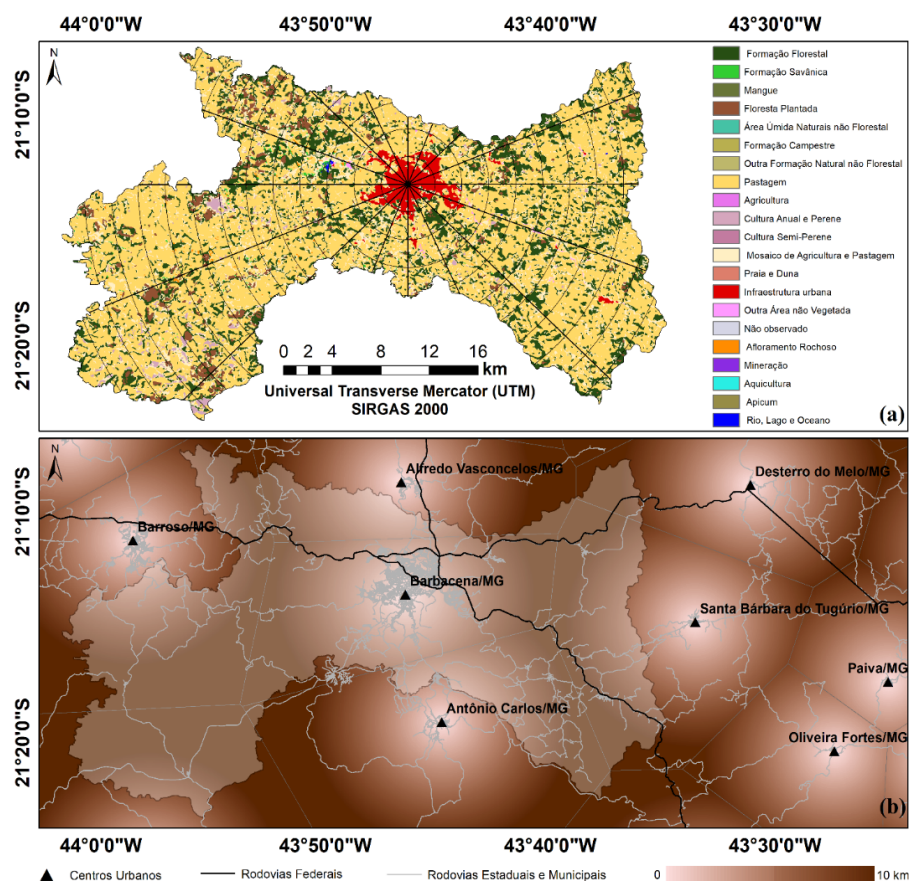 44°0'0"W 43°50'0"W 43°40'0"W 43°30'0"W
N
21°10'0"S
21°20'0"S
Formação Florestal
Formação Savânica
Mangue
Floresta Plantada
Área Úmida Naturais não Florestal
Formação Campestre
Outra Formação Natural não Florestal
Pastagem
Agricultura
Cultura Anual e Perene
Cultura Semi-Perene
Mosaico de Agricultura e Pastagem
Praia e Duna
Infraestrutura urbana
Outra Área não Vegetada
Não observado
Afloramento Rochoso
Mineração
Aquicultura
Apicum
Rio, Lago e Oceano
0 2 4 8 12 16 km
Universal Transverse Mercator (UTM)
SIRGAS 2000
(a)
N
21°10'0"S
21°20'0"S
Alfredo Vasconcelos/MG
Desterro do Melo/MG
Barroso/MG
Barbacena/MG
Santa Bárbara do Tugúrio/MG
Paiva/MG
Antônio Carlos/MG
Oliveira Fortes/MG
(b)
44°0'0"W 43°50'0"W 43°40'0"W 43°30'0"W
Centros Urbanos Rodovias Federais Rodovias Estaduais e Municipais 0 10 km